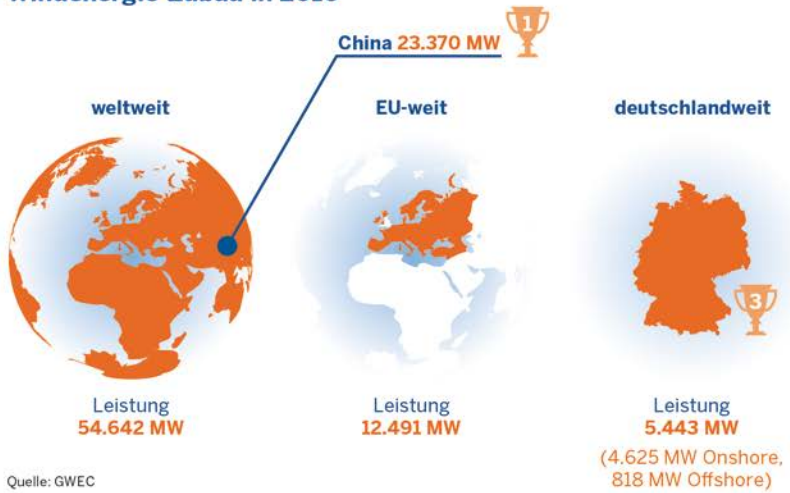 China 23.370 MW
1
weltweit
EU-weit
deutschlandweit
3
Leistung
54.642 MW
Leistung
12.491 MW
Leistung
5.443 MW
(4.625 MW Onshore,
818 MW Offshore)
Quelle: GWEC